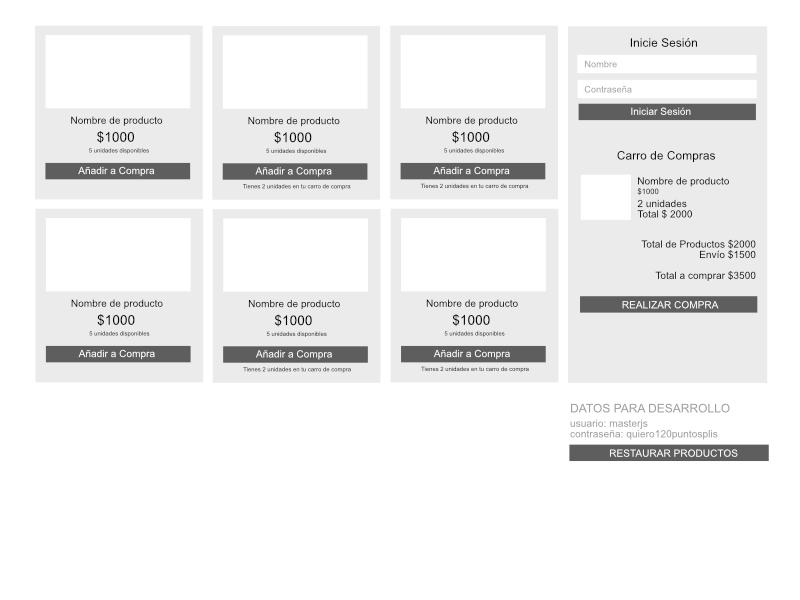 Nombre de producto
$1000
5 unidades disponibles
Añadir a Compra
Nombre de producto
$1000
5 unidades disponibles
Añadir a Compra
Tienes 2 unidades en tu carro de compra
Nombre de producto
$1000
5 unidades disponibles
Añadir a Compra
Tienes 2 unidades en tu carro de compra
Nombre de producto
$1000
5 unidades disponibles
Añadir a Compra
Nombre de producto
$1000
5 unidades disponibles
Añadir a Compra
Tienes 2 unidades en tu carro de compra
Nombre de producto
$1000
5 unidades disponibles
Añadir a Compra
Tienes 2 unidades en tu carro de compra
Inicie Sesión
Nombre
Contraseña
Iniciar Sesión
Carro de Compras
Nombre de producto
$1000
2 unidades
Total $ 2000
Total de Productos $2000
Envío $1500
Total a comprar $3500
REALIZAR COMPRA
DATOS PARA DESARROLLO
usuario: masterjs
contraseña: quiero120puntosplis
RESTAURAR PRODUCTOS